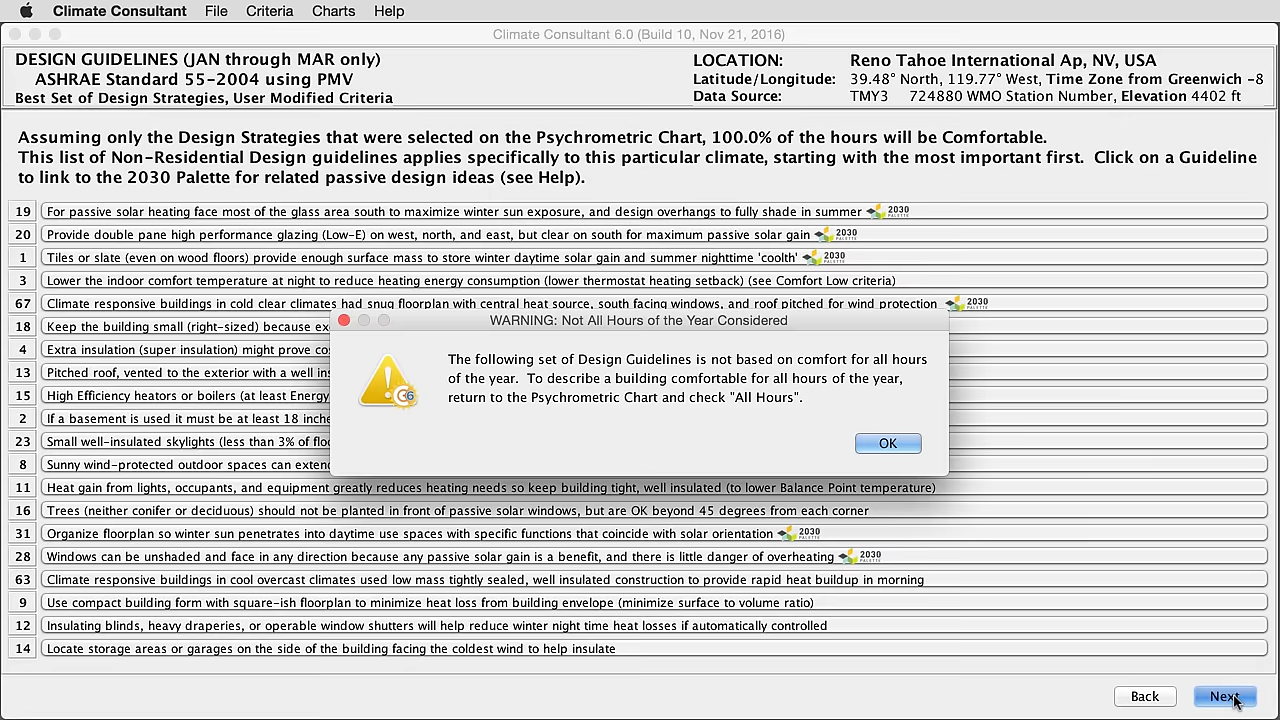 Climate Consultant File Criteria Charts Help
Climate Consultant 6.0 (Build 10, Nov 21, 2016)
DESIGN GUIDELINES (JAN through MAR only)
ASHRAE Standard 55-2004 using PMV
Best Set of Design Strategies, User Modified Criteria
LOCATION: Reno Tahoe International Ap, NV, USA
Latitude/Longitude: 39.48° North, 119.77° West, Time Zone from Greenwich -8
Data Source: TMY3 724880 WMO Station Number, Elevation 4402 ft
Assuming only the Design Strategies that were selected on the Psychrometric Chart, 100.0% of the hours will be Comfortable.
This list of Non-Residential Design guidelines applies specifically to this particular climate, starting with the most important first. Click on a Guideline
to link to the 2030 Palette for related passive design ideas (see Help).
19 For passive solar heating face most of the glass area south to maximize winter sun exposure, and design overhangs to fully shade in summer 2030 PALETTE
20 Provide double pane high performance glazing (Low-E) on west, north, and east, but clear on south for maximum passive solar gain 2030 PALETTE
1 Tiles or slate (even on wood floors) provide enough surface mass to store winter daytime solar gain and summer nighttime 'coolth' 2030 PALETTE
3 Lower the indoor comfort temperature at night to reduce heating energy consumption (lower thermostat heating setback) (see Comfort Low criteria)
67 Climate responsive buildings in cold clear climates had snug floorplan with central heat source, south facing windows, and roof pitched for wind protection 2030 PALETTE
18 Keep the building small (right-sized) because ex
4 Extra insulation (super insulation) might prove co
13 Pitched roof, vented to the exterior with a well ins
15 High Efficiency heaters or boilers (at least Energy
2 If a basement is used it must be at least 18 inche
23 Small well-insulated skylights (less than 3% of floo
8 Sunny wind-protected outdoor spaces can exten
WARNING: Not All Hours of the Year Considered
The following set of Design Guidelines is not based on comfort for all hours
of the year. To describe a building comfortable for all hours of the year,
return to the Psychrometric Chart and check "All Hours".
OK
11 Heat gain from lights, occupants, and equipment greatly reduces heating needs so keep building tight, well insulated (to lower Balance Point temperature)
16 Trees (neither conifer or deciduous) should not be planted in front of passive solar windows, but are OK beyond 45 degrees from each corner
31 Organize floorplan so winter sun penetrates into daytime use spaces with specific functions that coincide with solar orientation 2030 PALETTE
28 Windows can be unshaded and face in any direction because any passive solar gain is a benefit, and there is little danger of overheating 2030 PALETTE
63 Climate responsive buildings in cool overcast climates used low mass tightly sealed, well insulated construction to provide rapid heat buildup in morning
9 Use compact building form with square-ish floorplan to minimize heat loss from building envelope (minimize surface to volume ratio)
12 Insulating blinds, heavy draperies, or operable window shutters will help reduce winter night time heat losses if automatically controlled
14 Locate storage areas or garages on the side of the building facing the coldest wind to help insulate
Back Next